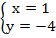 x = 1
y = −4